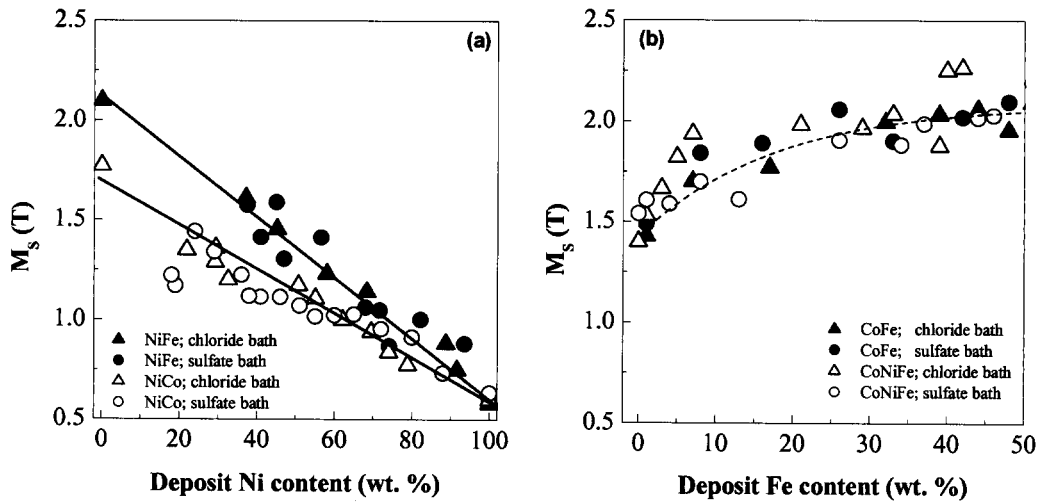 (a)
2.5
2.0
1.5
1.0
0.5
M_s (T)
▲ NiFe; chloride bath
● NiFe; sulfate bath
△ NiCo; chloride bath
○ NiCo; sulfate bath
0 20 40 60 80 100
Deposit Ni content (wt. %)
(b)
2.5
2.0
1.5
1.0
0.5
M_s (T)
▲ CoFe; chloride bath
● CoFe; sulfate bath
△ CoNiFe; chloride bath
○ CoNiFe; sulfate bath
0 10 20 30 40 50
Deposit Fe content (wt. %)